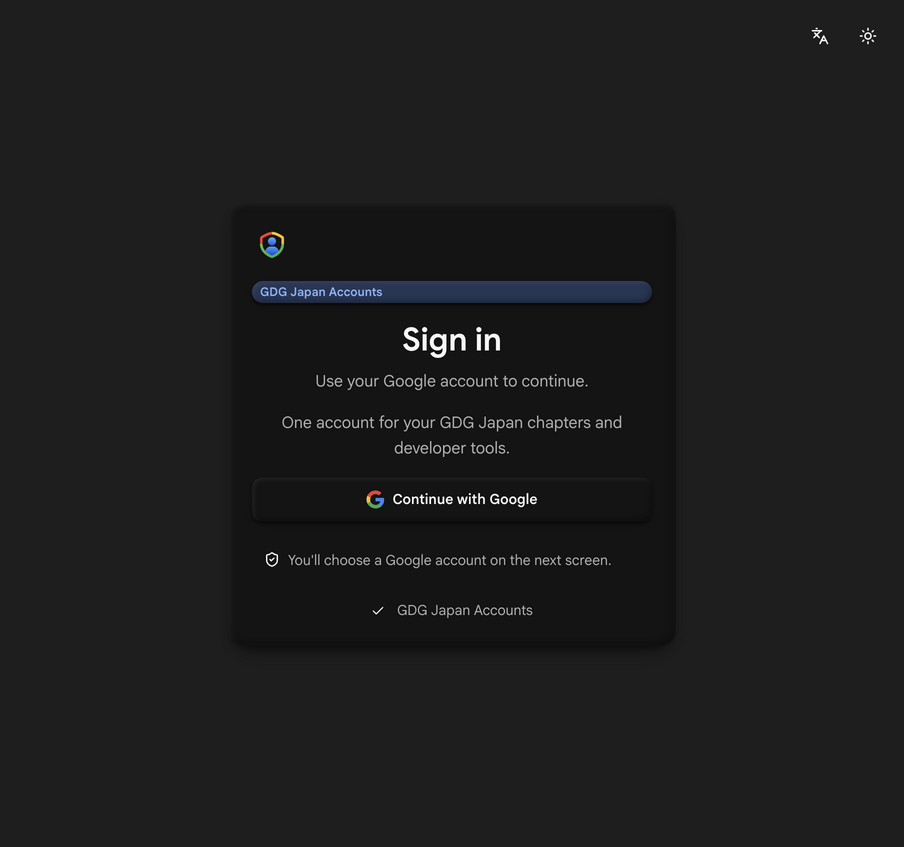 GDG Japan Accounts
Sign in
Use your Google account to continue.
One account for your GDG Japan chapters and
developer tools.
Continue with Google
You'll choose a Google account on the next screen.
GDG Japan Accounts